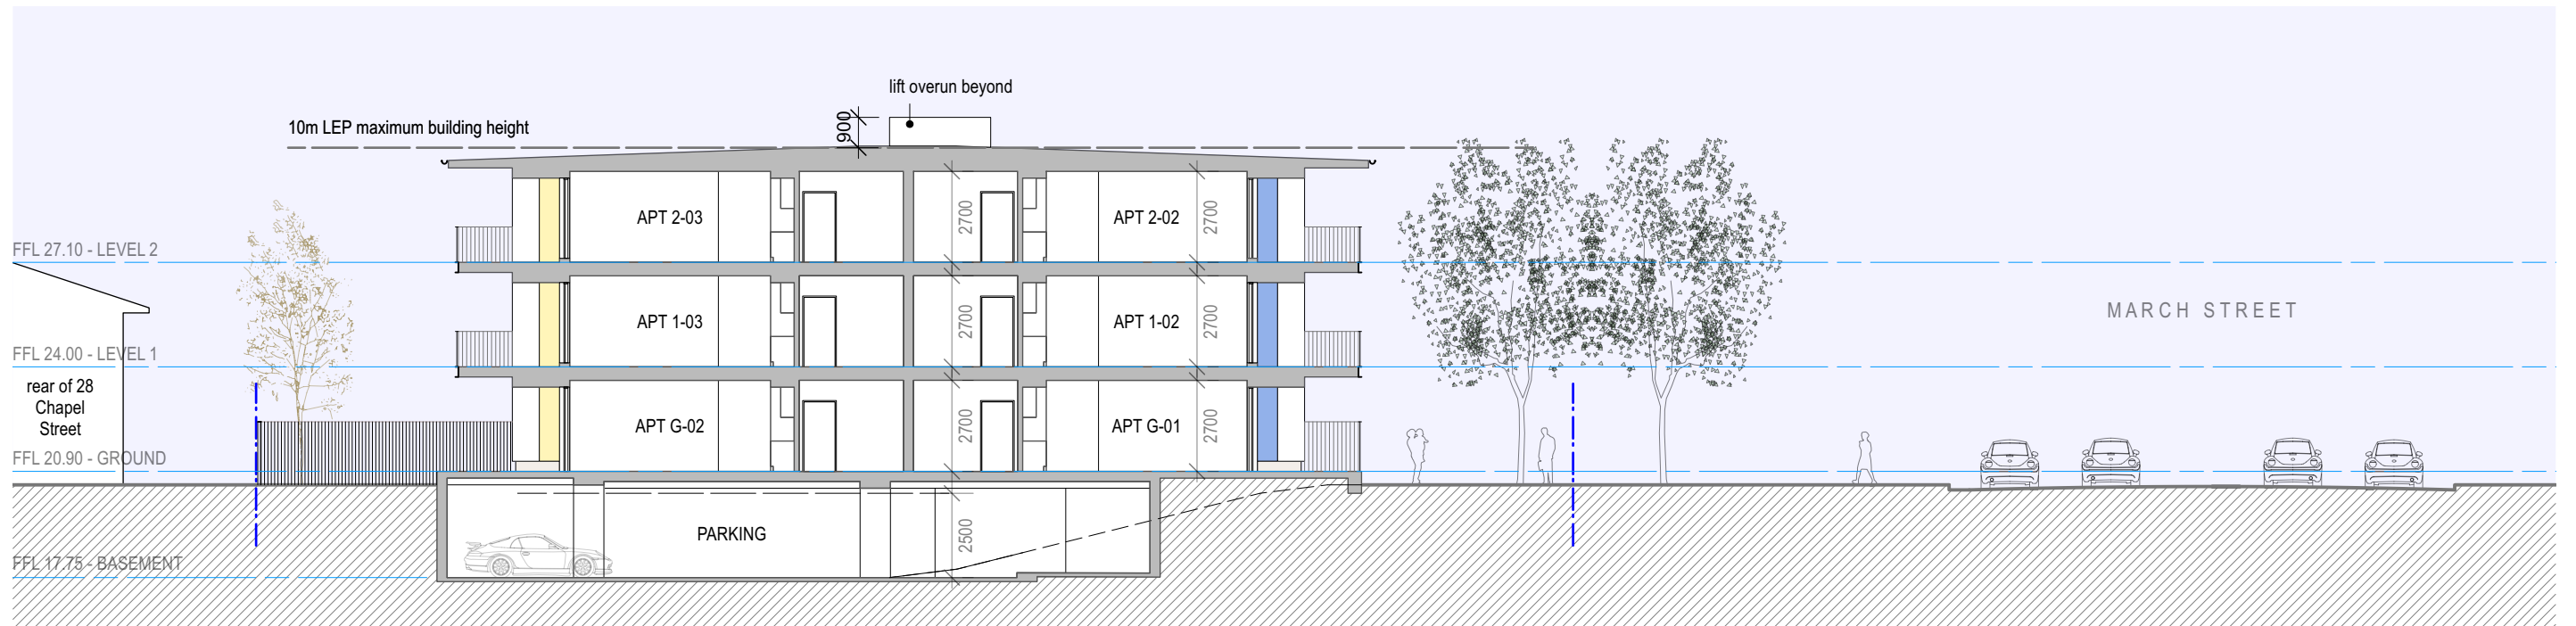 lift overun beyond
900
10m LEP maximum building height
APT 2-03
2700
APT 2-02
2700
FFL 27.10 - LEVEL 2
MARCH STREET
APT 1-03
2700
APT 1-02
2700
FFL 24.00 - LEVEL 1
rear of 28
Chapel
Street
APT G-02
2700
APT G-01
2700
FFL 20.90 - GROUND
PARKING
2500
FFL 17.75 - BASEMENT